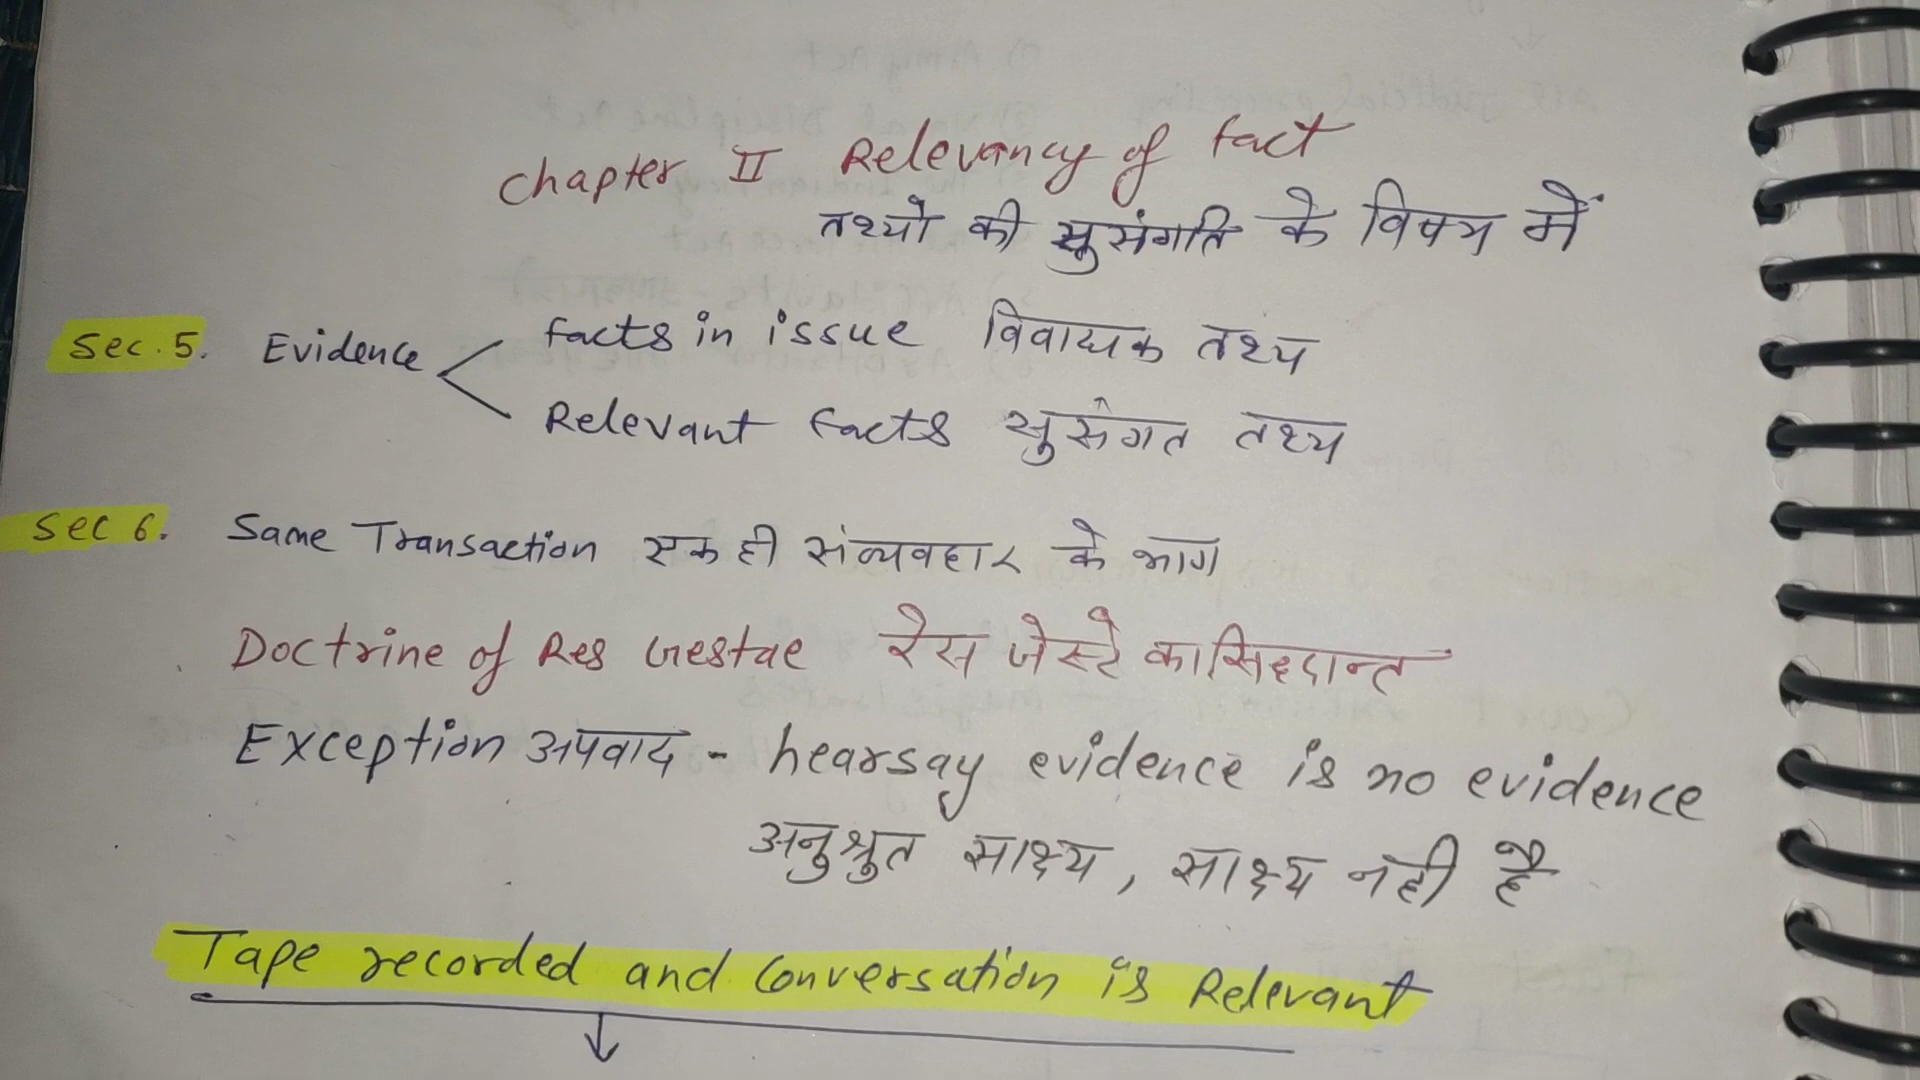 Chapter II Relevancy of fact
तथ्यो की सुसंगति के विषय में
Sec. 5. Evidence facts in issue विवाद्यक तथ्य
Relevant facts सुसंगत तथ्य
Sec 6. Same Transaction एक ही संव्यवहार के भाग
Doctrine of Res Gestae रेस जेस्टे का सिद्दान्त
Exception अपवाद - hearsay evidence is no evidence
अनुश्रुत साक्ष्य, साक्ष्य नही है
Tape recorded and Conversation is Relevant